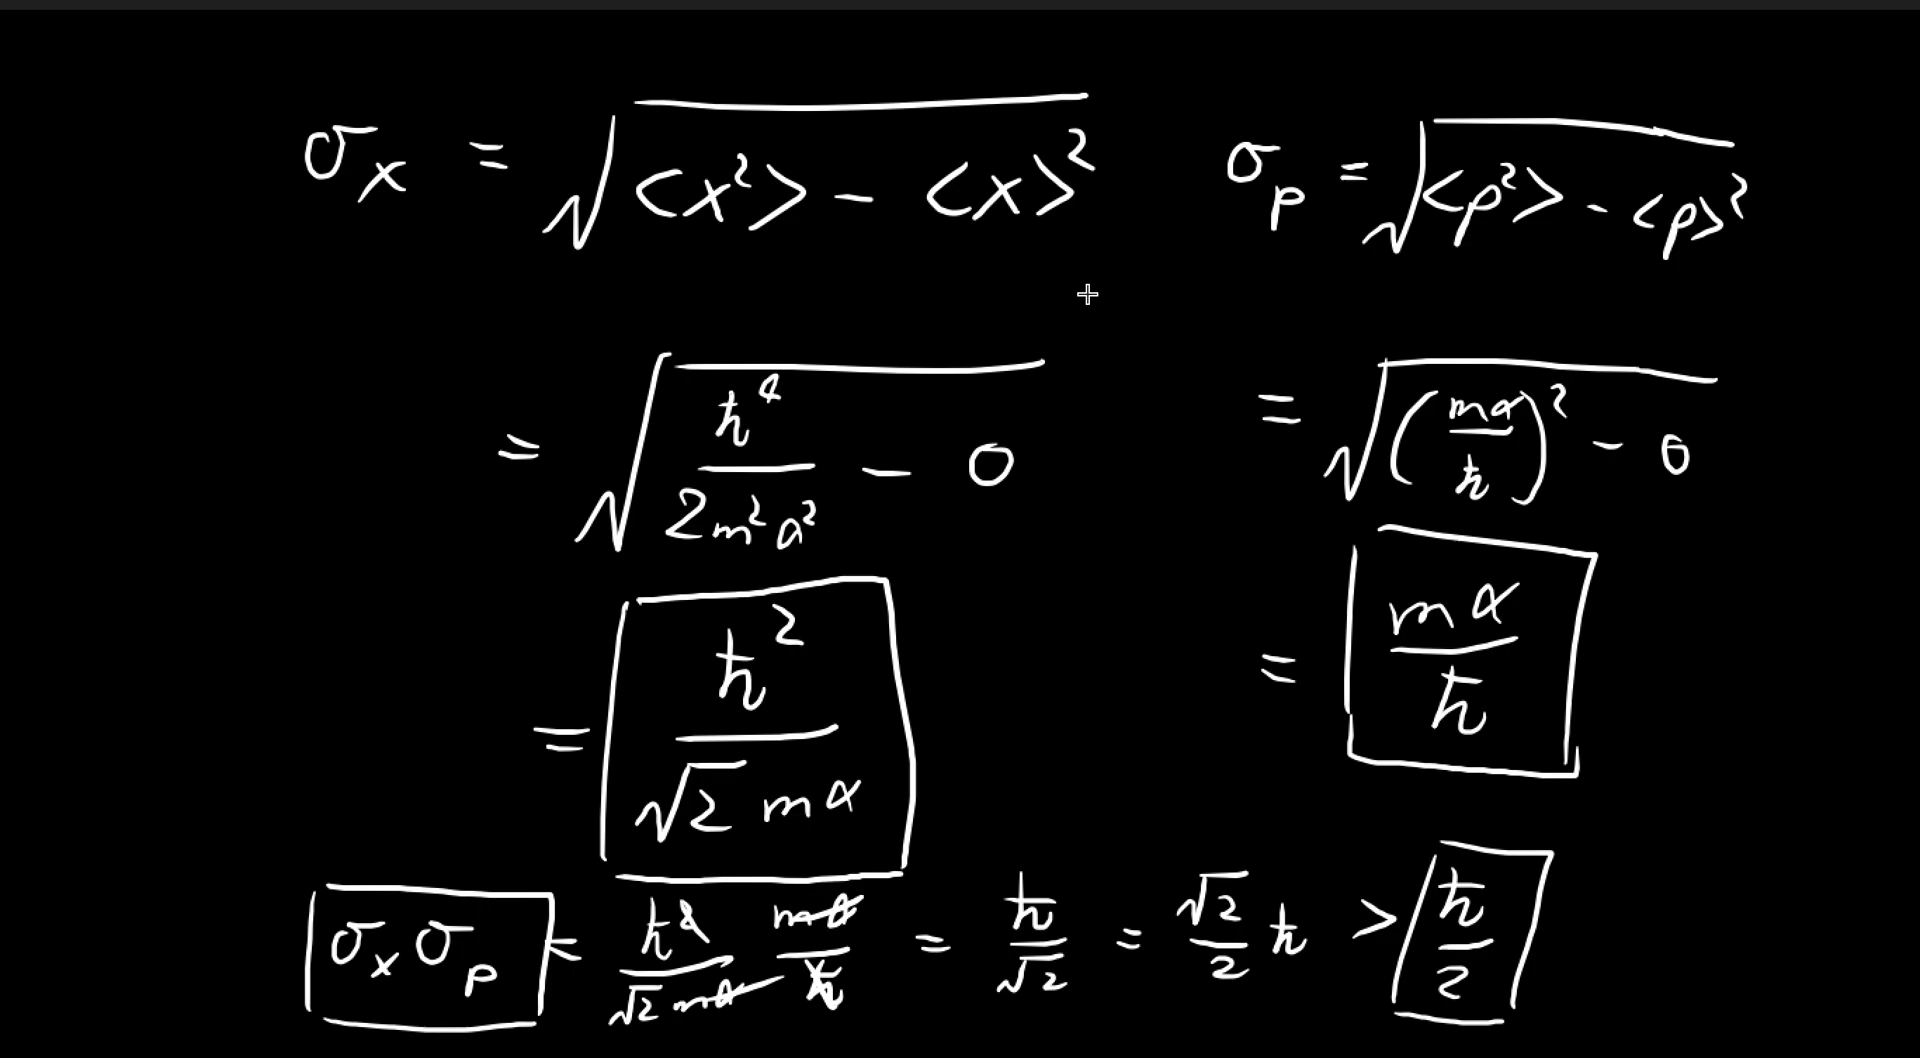 σₓ = √(<x²> - <x>²)    σₚ = √(<p²> - <p>²)
= √(ħ⁴/(2m²α²) - 0)    = √((mα/ħ)² - 0)
= ħ²/(√2 mα)    = mα/ħ
σₓσₚ = ħ²/(√2 mα) mα/ħ = ħ/√2 = √2/2 ħ > ħ/2